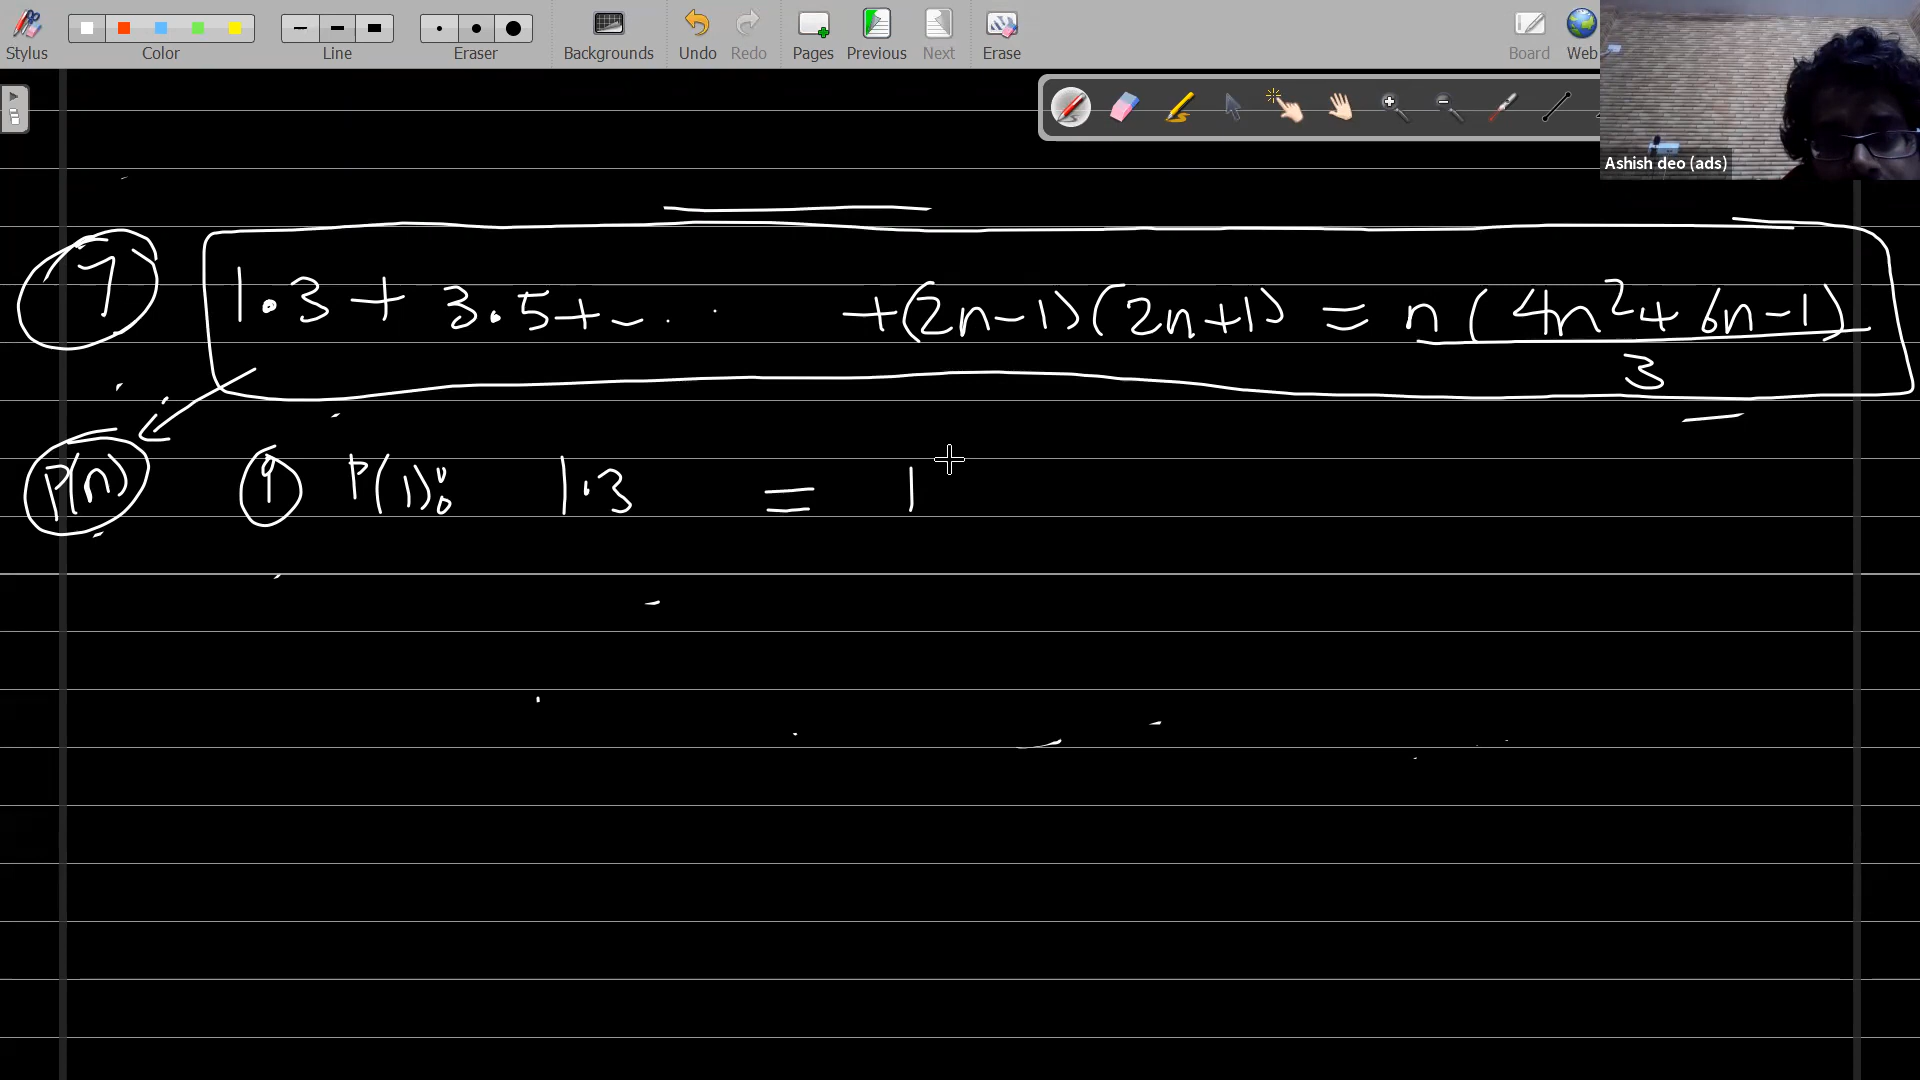 Stylus Color Line Eraser Backgrounds Undo Redo Pages Previous Next Erase Board Web
Ashish deo (ads)
7 1·3 + 3·5 + - . . . + (2n-1)(2n+1) = n(4n²+6n-1)
3
P(n) 1 P(1): 1·3 = 1